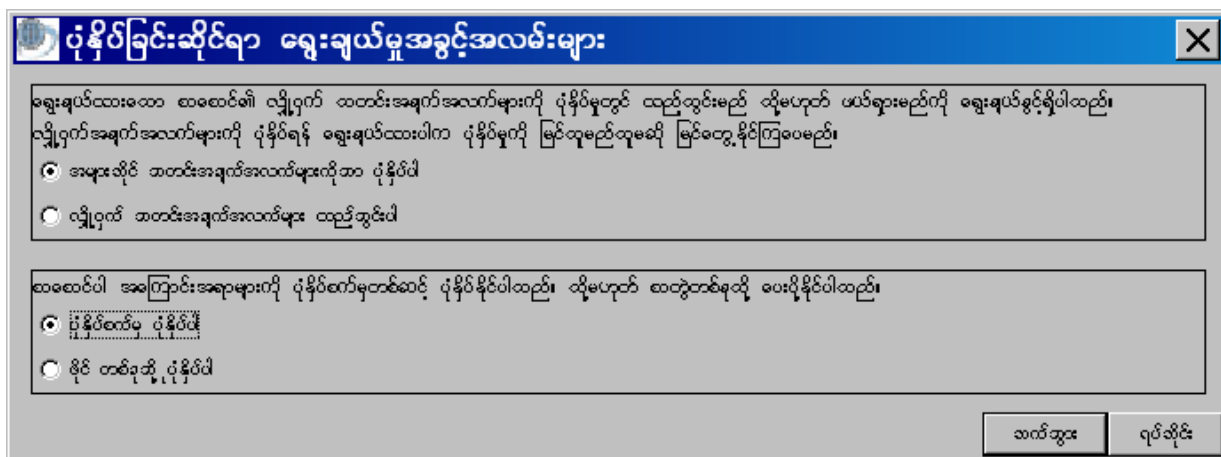 ပုံနှိပ်ခြင်းဆိုင်ရာ ရွေးချယ်မှုအခွင့်အလမ်းများ
ရွေးချယ်ထားသော စာစောင်၏ လျှို့ဝှက် သတင်းအချက်အလက်များကို ပုံနှိပ်မှုတွင် ထည့်သွင်းမည် သို့မဟုတ် ဖယ်ရှားမည်ကို ရွေးချယ်ခွင့်ရှိပါသည်။
လျှို့ဝှက်အချက်အလက်များကို ပုံနှိပ်ရန် ရွေးချယ်ထားပါက ပုံနှိပ်မှုကို မြင်သူမည်သူမဆို မြင်တွေ့နိုင်ကြပေမည်။
အများဆိုင် သတင်းအချက်အလက်များကိုသာ ပုံနှိပ်ပါ
လျှို့ဝှက် သတင်းအချက်အလက်များ ထည့်သွင်းပါ
စာစောင်ပါ အကြောင်းအရာများကို ပုံနှိပ်စက်မှတစ်ဆင့် ပုံနှိပ်နိုင်ပါသည်။ သို့မဟုတ် စာတွဲတစ်ခုသို့ ပေးပို့နိုင်ပါသည်။
ပုံနှိပ်စက်မှ ပုံနှိပ်ပါ
ဖိုင် တစ်ခုသို့ ပုံနှိပ်ပါ
ဆက်သွား ရပ်ဆိုင်း